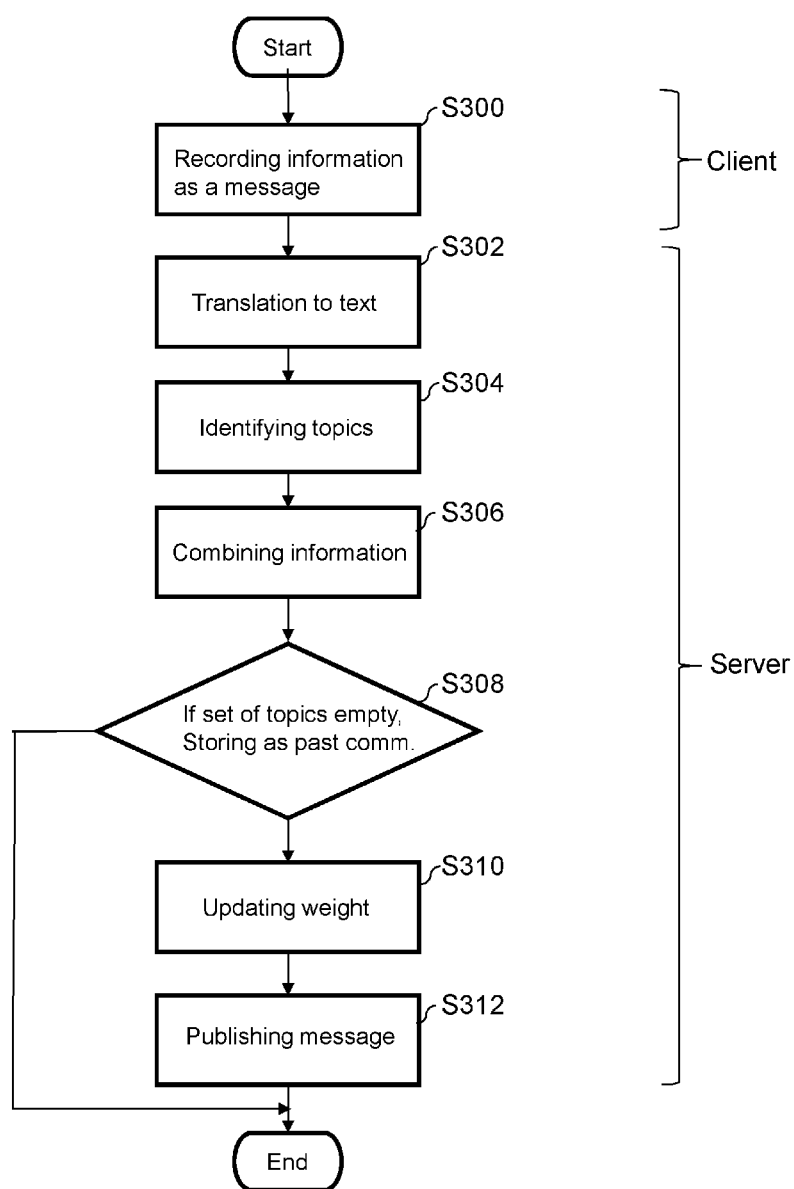 Start
S300
Recording information
as a message
Client
S302
Translation to text
S304
Identifying topics
S306
Combining information
S308
If set of topics empty,
Storing as past comm.
Server
S310
Updating weight
S312
Publishing message
End